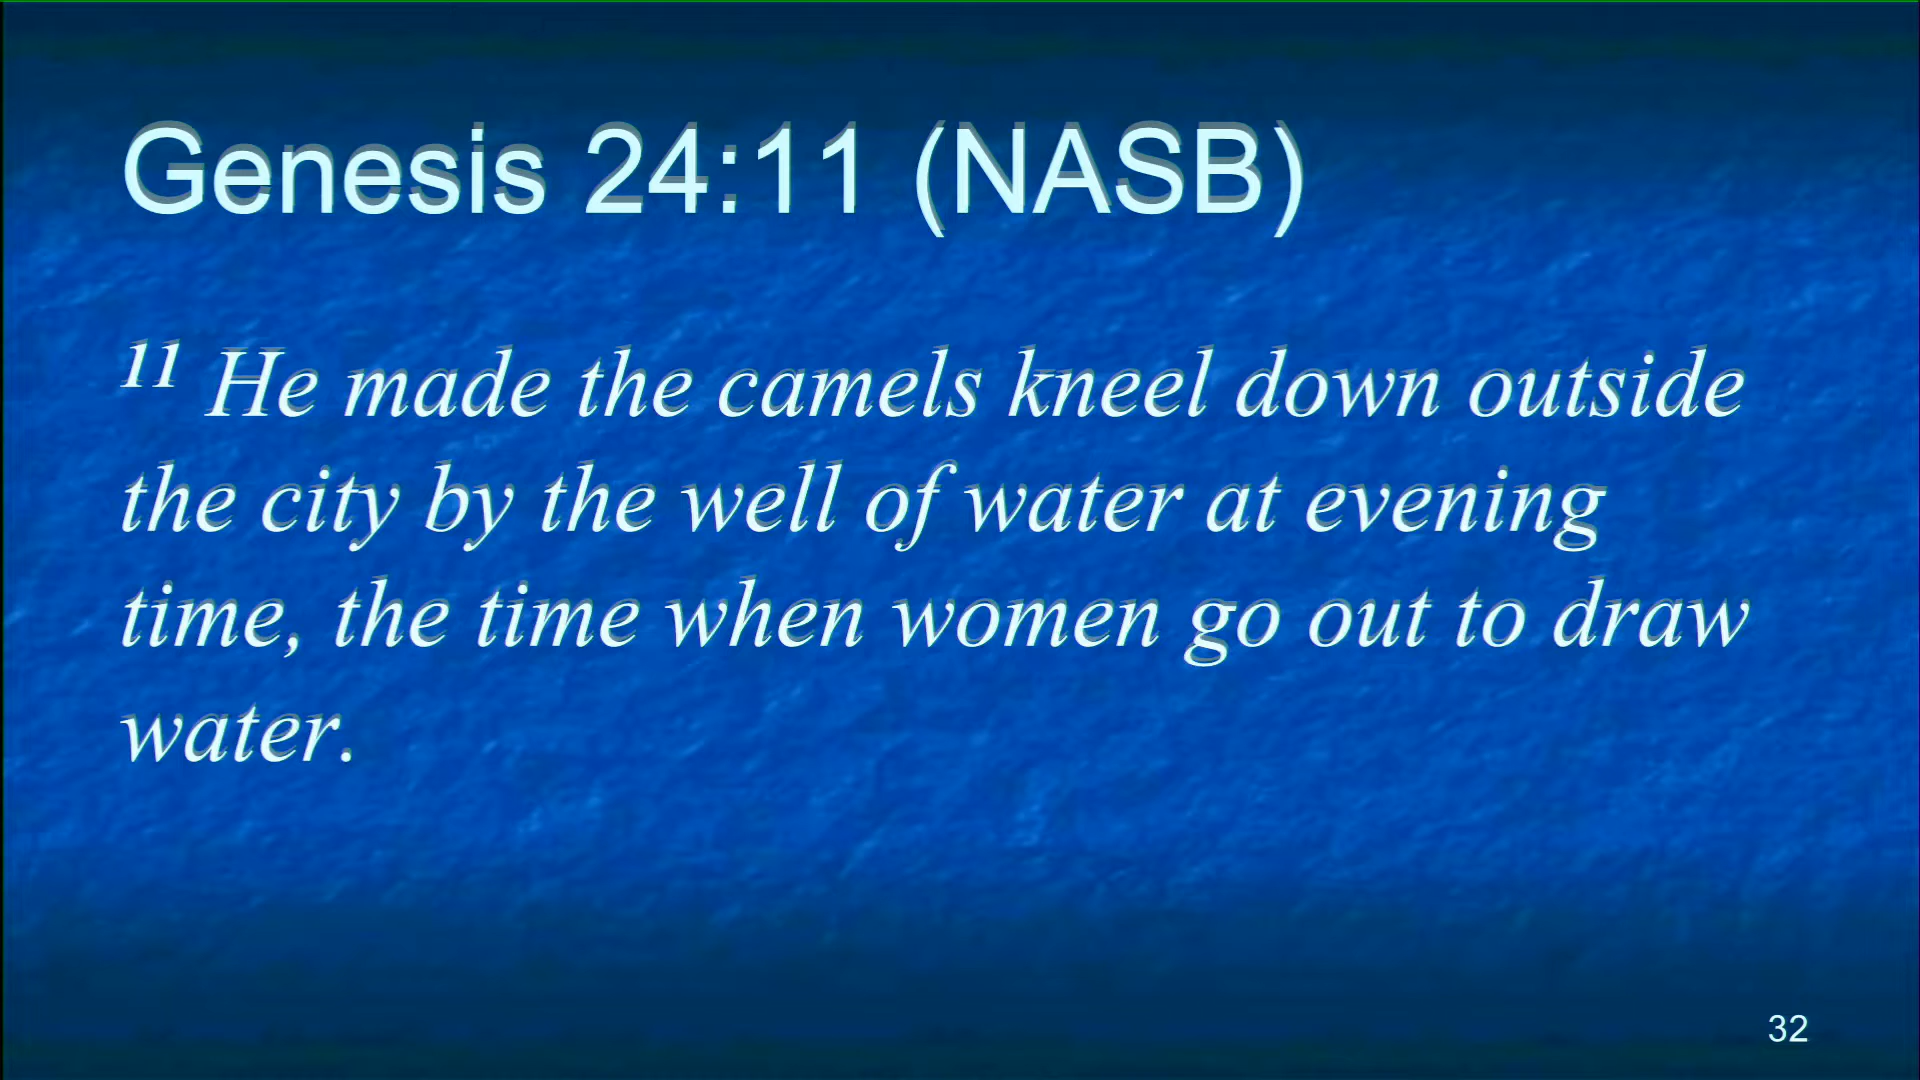 Genesis 24:11 (NASB)
11 He made the camels kneel down outside
the city by the well of water at evening
time, the time when women go out to draw
water.
32